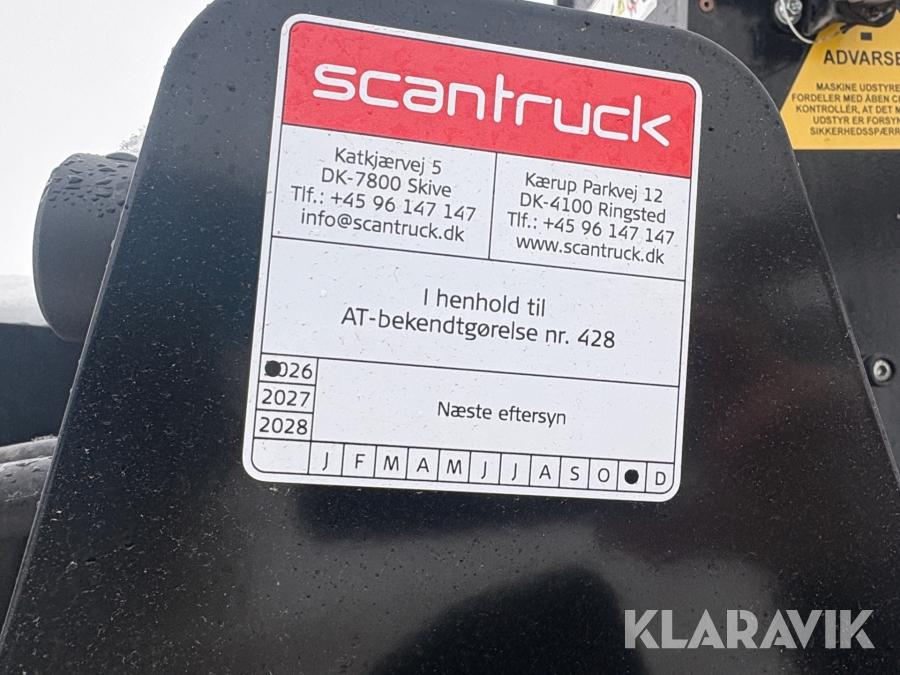 scantruck
Katkjærvej 5
DK-7800 Skive
Tlf.: +45 96 147 147
info@scantruck.dk
Kærup Parkvej 12
DK-4100 Ringsted
Tlf.: +45 96 147 147
www.scantruck.dk
I henhold til
AT-bekendtgørelse nr. 428
026
2027
2028
Næste eftersyn
J F M A M J J A S O D
ADVARSE
MASKINE UDSTYRE
FORDELER MED ÅBEN
KONTROLLÉR, AT DET
UDSTYR ER FORSYN
SIKKERHEDSSPÆRR
KLARAVIK